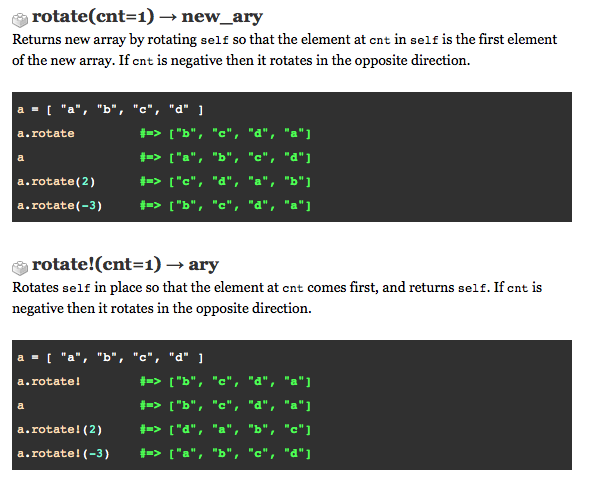 rotate(cnt=1) → new_ary
Returns new array by rotating self so that the element at cnt in self is the first element
of the new array. If cnt is negative then it rotates in the opposite direction.
a = [ "a", "b", "c", "d" ]
a.rotate #=> ["b", "c", "d", "a"]
a #=> ["a", "b", "c", "d"]
a.rotate(2) #=> ["c", "d", "a", "b"]
a.rotate(-3) #=> ["b", "c", "d", "a"]
rotate!(cnt=1) → ary
Rotates self in place so that the element at cnt comes first, and returns self. If cnt is
negative then it rotates in the opposite direction.
a = [ "a", "b", "c", "d" ]
a.rotate! #=> ["b", "c", "d", "a"]
a #=> ["b", "c", "d", "a"]
a.rotate!(2) #=> ["d", "a", "b", "c"]
a.rotate!(-3) #=> ["a", "b", "c", "d"]